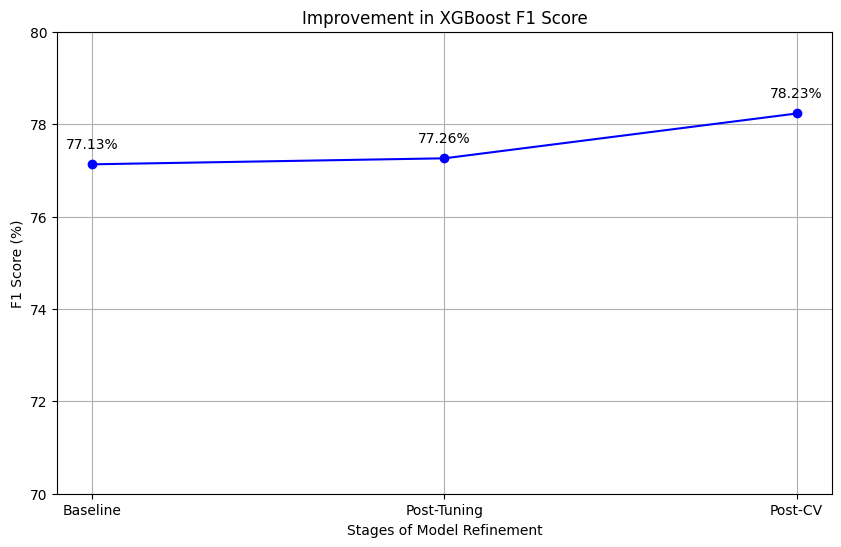 Improvement in XGBoost F1 Score
80
78
76
74
72
70
F1 Score (%)
77.13%
77.26%
78.23%
Baseline
Post-Tuning
Post-CV
Stages of Model Refinement